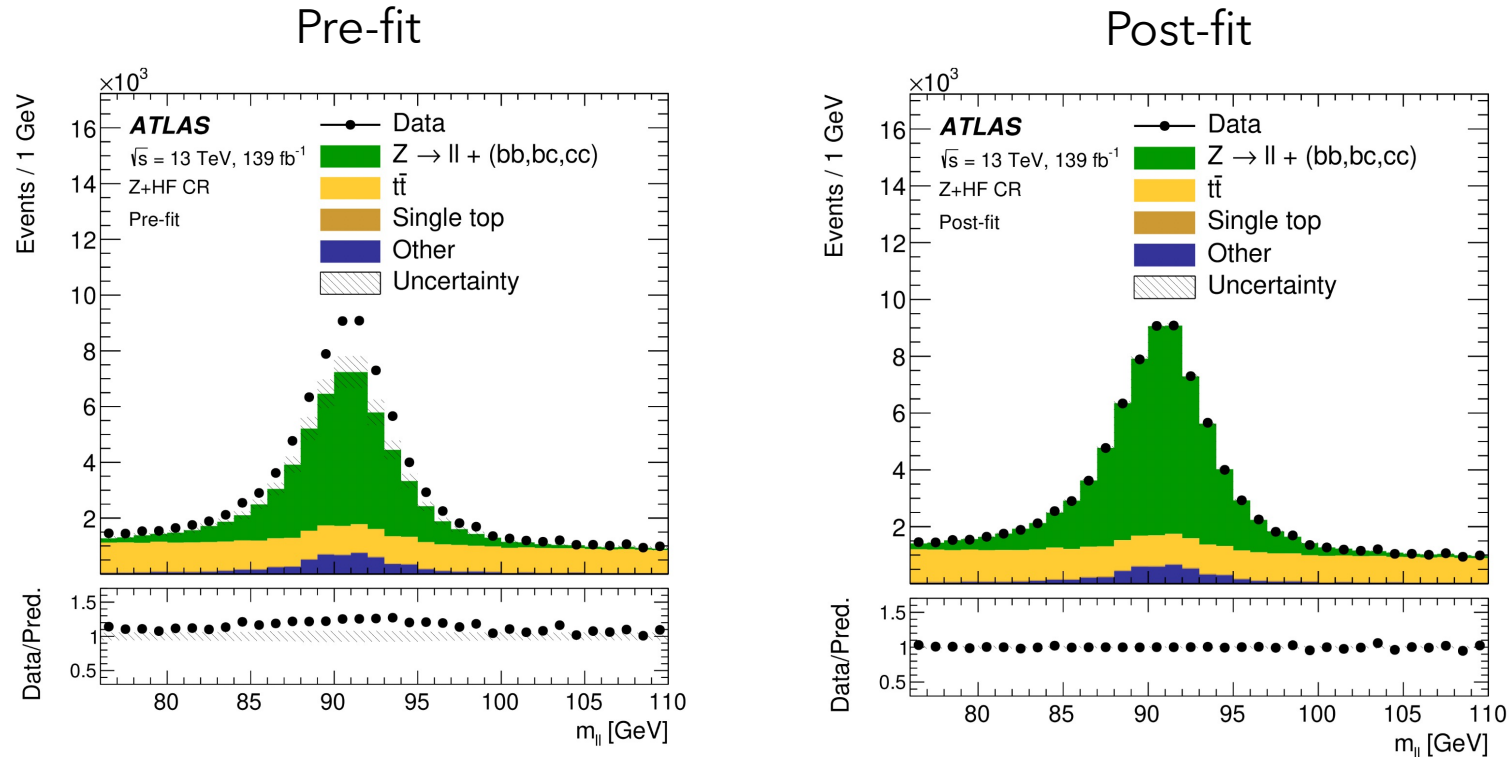 Pre-fit
×10³
Events / 1 GeV
16
14
12
10
8
6
4
2
ATLAS
√s = 13 TeV, 139 fb⁻¹
Z+HF CR
Pre-fit
Data
Z → ll + (bb,bc,cc)
tt̄
Single top
Other
Uncertainty
Data/Pred.
1.5
1
0.5
80 85 90 95 100 105 110
mll [GeV]
Post-fit
×10³
Events / 1 GeV
16
14
12
10
8
6
4
2
ATLAS
√s = 13 TeV, 139 fb⁻¹
Z+HF CR
Post-fit
Data
Z → ll + (bb,bc,cc)
tt̄
Single top
Other
Uncertainty
Data/Pred.
1.5
1
0.5
80 85 90 95 100 105 110
mll [GeV]